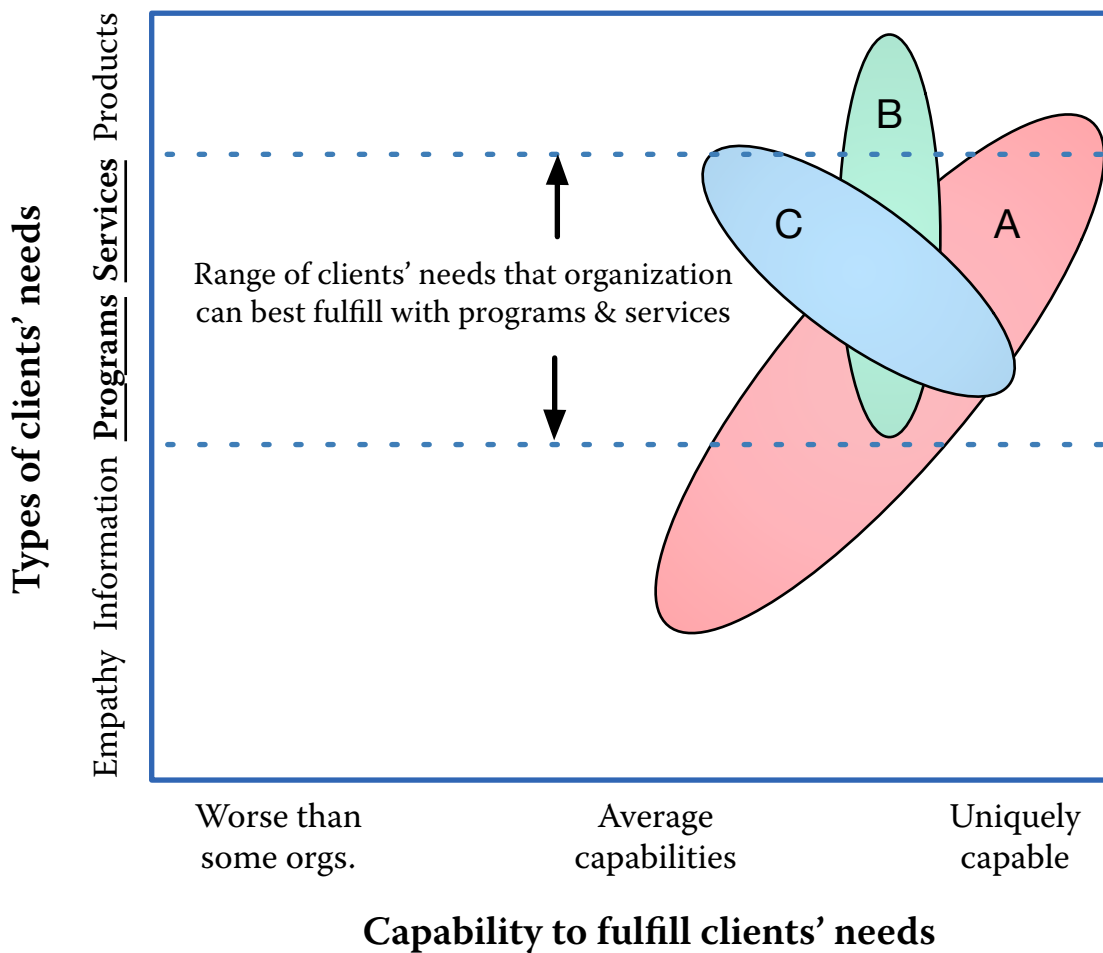 Types of clients’ needs
Empathy Information Programs Services Products
B
A
C
Range of clients’ needs that organization
can best fulfill with programs & services
Worse than
some orgs.
Average
capabilities
Uniquely
capable
Capability to fulfill clients’ needs